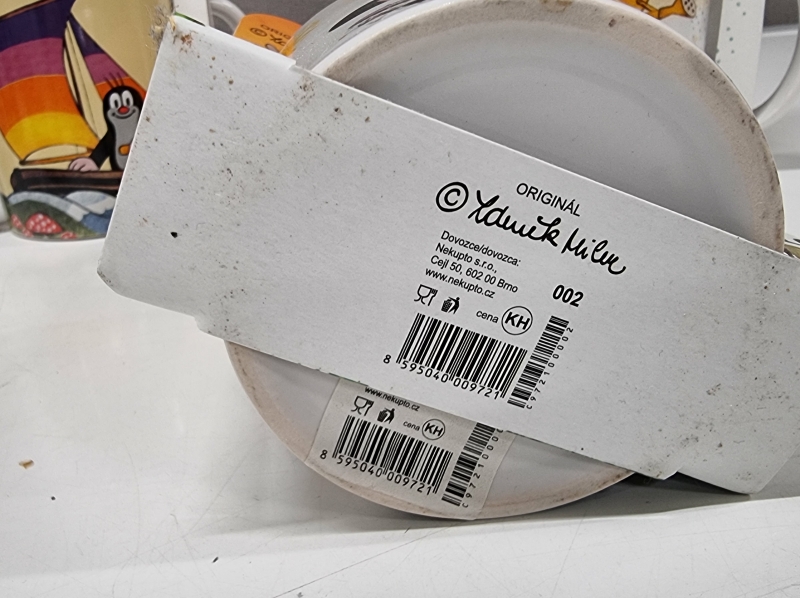 ORIGINÁL
© Zdeněk Miler
Dovozce/dovozca:
Nekupto s.r.o.,
Cejl 50, 602 00 Brno
www.nekupto.cz
002
cena KH
8 595040 009721
C972100002
www.nekupto.cz
cena KH
8 595040 009721